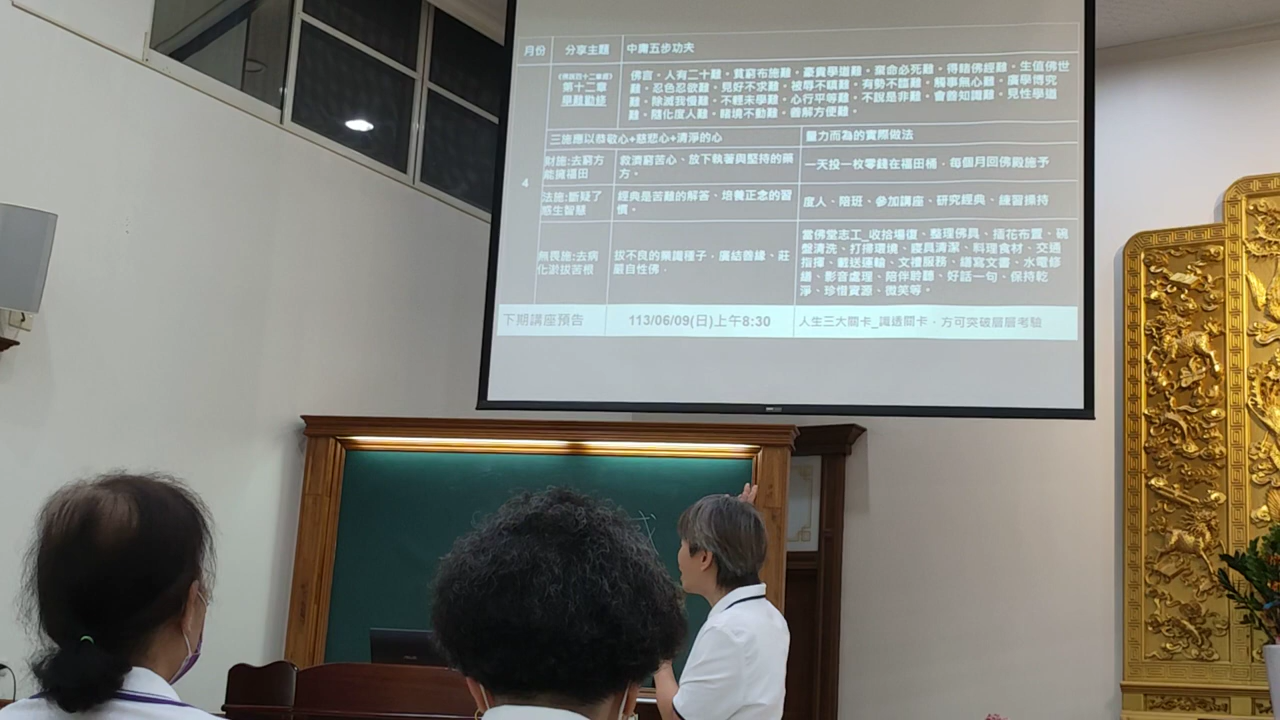 月份 分享主題 中庸五步功夫
《佛說四十二章經》
第十二章
舉難勸修
佛言。人有二十難。貧窮布施難。豪貴學道難。棄命必死難。得睹佛經難。生值佛世
難。忍色忍欲難。見好不求難。被辱不瞋難。有勢不臨難。觸事無心難。廣學博究
難。除滅我慢難。不輕未學難。心行平等難。不說是非難。會善知識難。見性學道
難。隨化度人難。睹境不動難。善解方便難。
三施應以恭敬心+慈悲心+清淨的心 量力而為的實際做法
4
財施:去窮方
能擁福田
救濟窮苦心、放下執著與堅持的藥
方。
一天投一枚零錢在福田桶，每個月回佛殿施予
法施:斷疑了
惑生智慧
經典是苦難的解答、培養正念的習
慣。
度人、陪班、參加講座、研究經典、練習操持
無畏施:去病
化淤拔苦根
拔不良的業識種子，廣結善緣、莊
嚴自性佛，
當佛堂志工_收拾場復、整理佛具、插花布置、碗
盤清洗、打掃環境、寢具清潔、料理食材、交通
指揮、載送運輸、文禮服務、繕寫文書、水電修
繕、影音處理、陪伴聆聽、好話一句、保持乾
淨、珍惜資源、微笑等。
下期講座預告 113/06/09(日)上午8:30 人生三大關卡_識透關卡，方可突破層層考驗